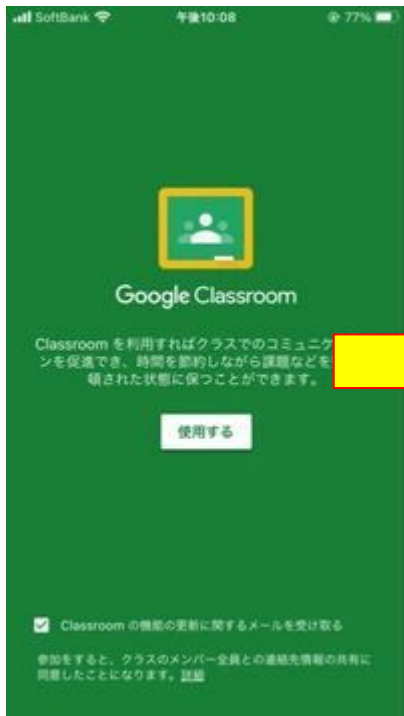 SoftBank 午後10:08 77%
Google Classroom
Classroom を利用すればクラスでのコミュニケ
ンを促進でき、時間を節約しながら課題などを
頓された状態に保つことができます。
使用する
Classroom の機能の更新に関するメールを受け取る
参加をすると、クラスのメンバー全員との連絡先情報の共有に
同意したことになります。詳細